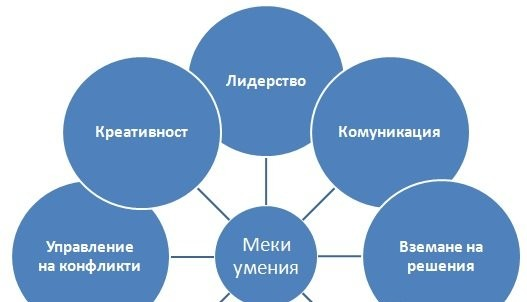 Лидерство
Креативност
Комуникация
Управление
на конфликти
Меки
умения
Вземане на
решения